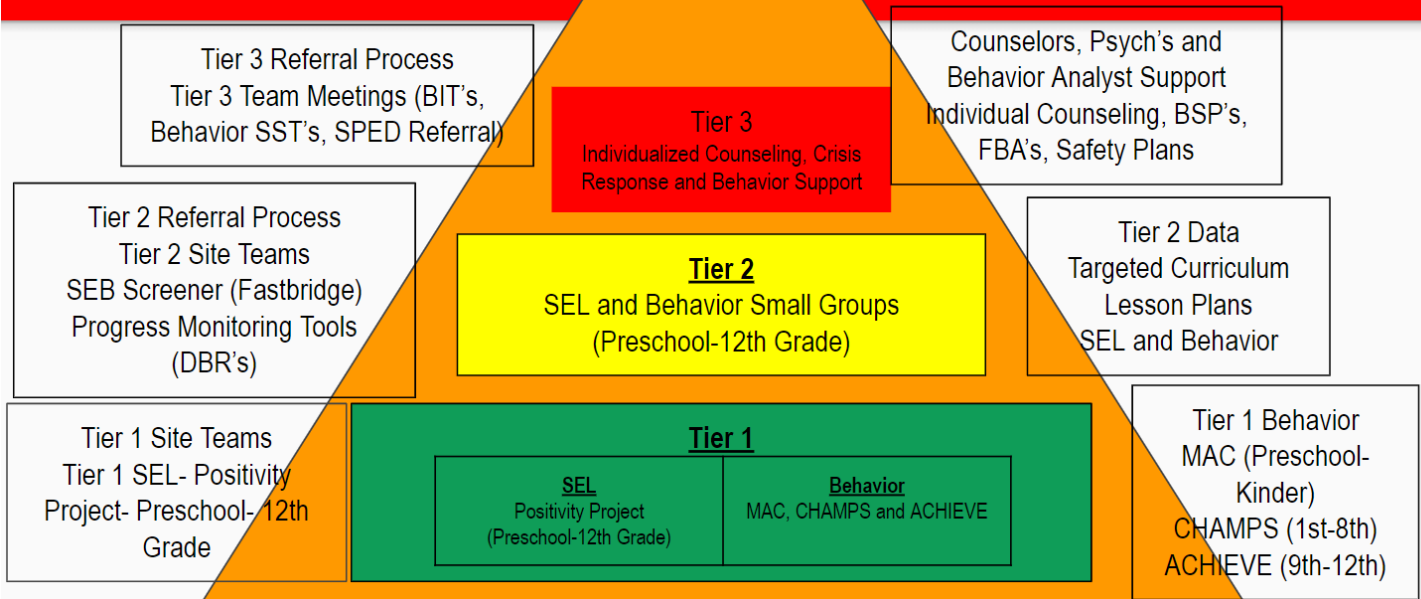 Tier 3 Referral Process
Tier 3 Team Meetings (BIT's,
Behavior SST's, SPED Referral)
Tier 3
Individualized Counseling, Crisis
Response and Behavior Support
Counselors, Psych's and
Behavior Analyst Support
Individual Counseling, BSP's,
FBA's, Safety Plans
Tier 2 Referral Process
Tier 2 Site Teams
SEB Screener (Fastbridge)
Progress Monitoring Tools
(DBR's)
Tier 2
SEL and Behavior Small Groups
(Preschool-12th Grade)
Tier 2 Data
Targeted Curriculum
Lesson Plans
SEL and Behavior
Tier 1 Site Teams
Tier 1 SEL- Positivity
Project- Preschool- 12th
Grade
Tier 1
SEL
Positivity Project
(Preschool-12th Grade)
Behavior
MAC, CHAMPS and ACHIEVE
Tier 1 Behavior
MAC (Preschool-
Kinder)
CHAMPS (1st-8th)
ACHIEVE (9th-12th)